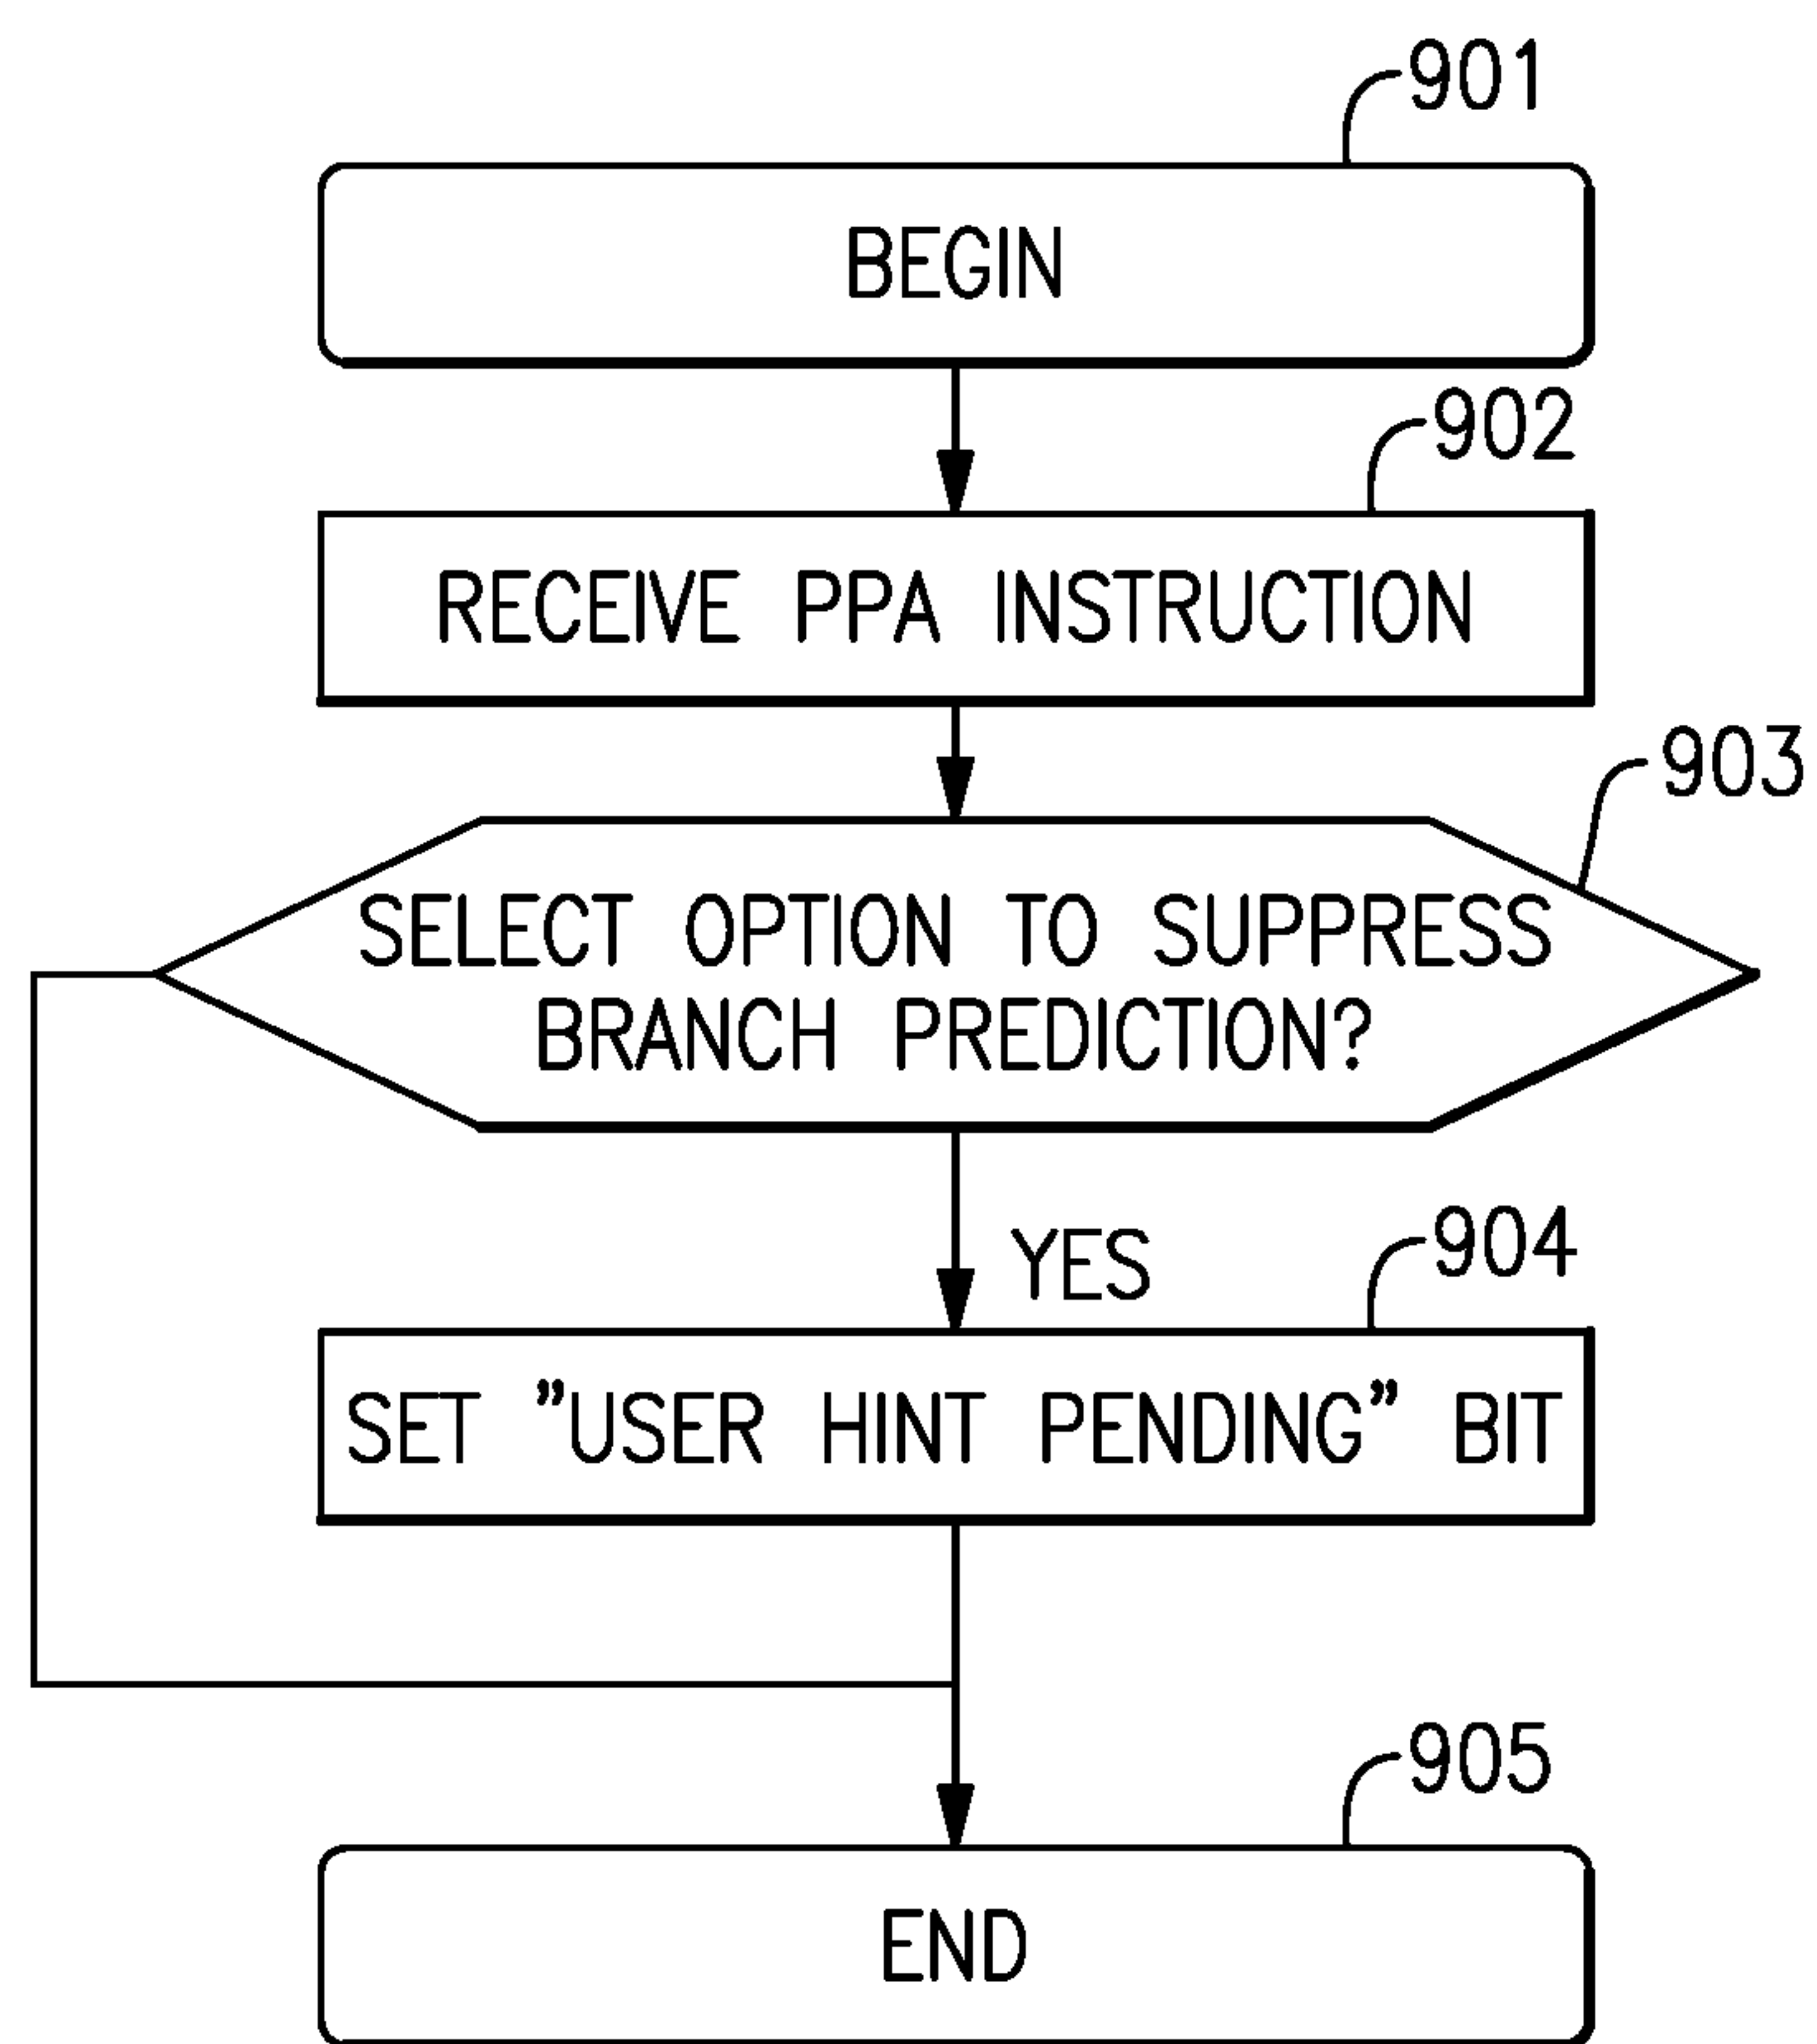 901
BEGIN
902
RECEIVE PPA INSTRUCTION
903
SELECT OPTION TO SUPPRESS
BRANCH PREDICTION?
YES
904
SET "USER HINT PENDING" BIT
905
END